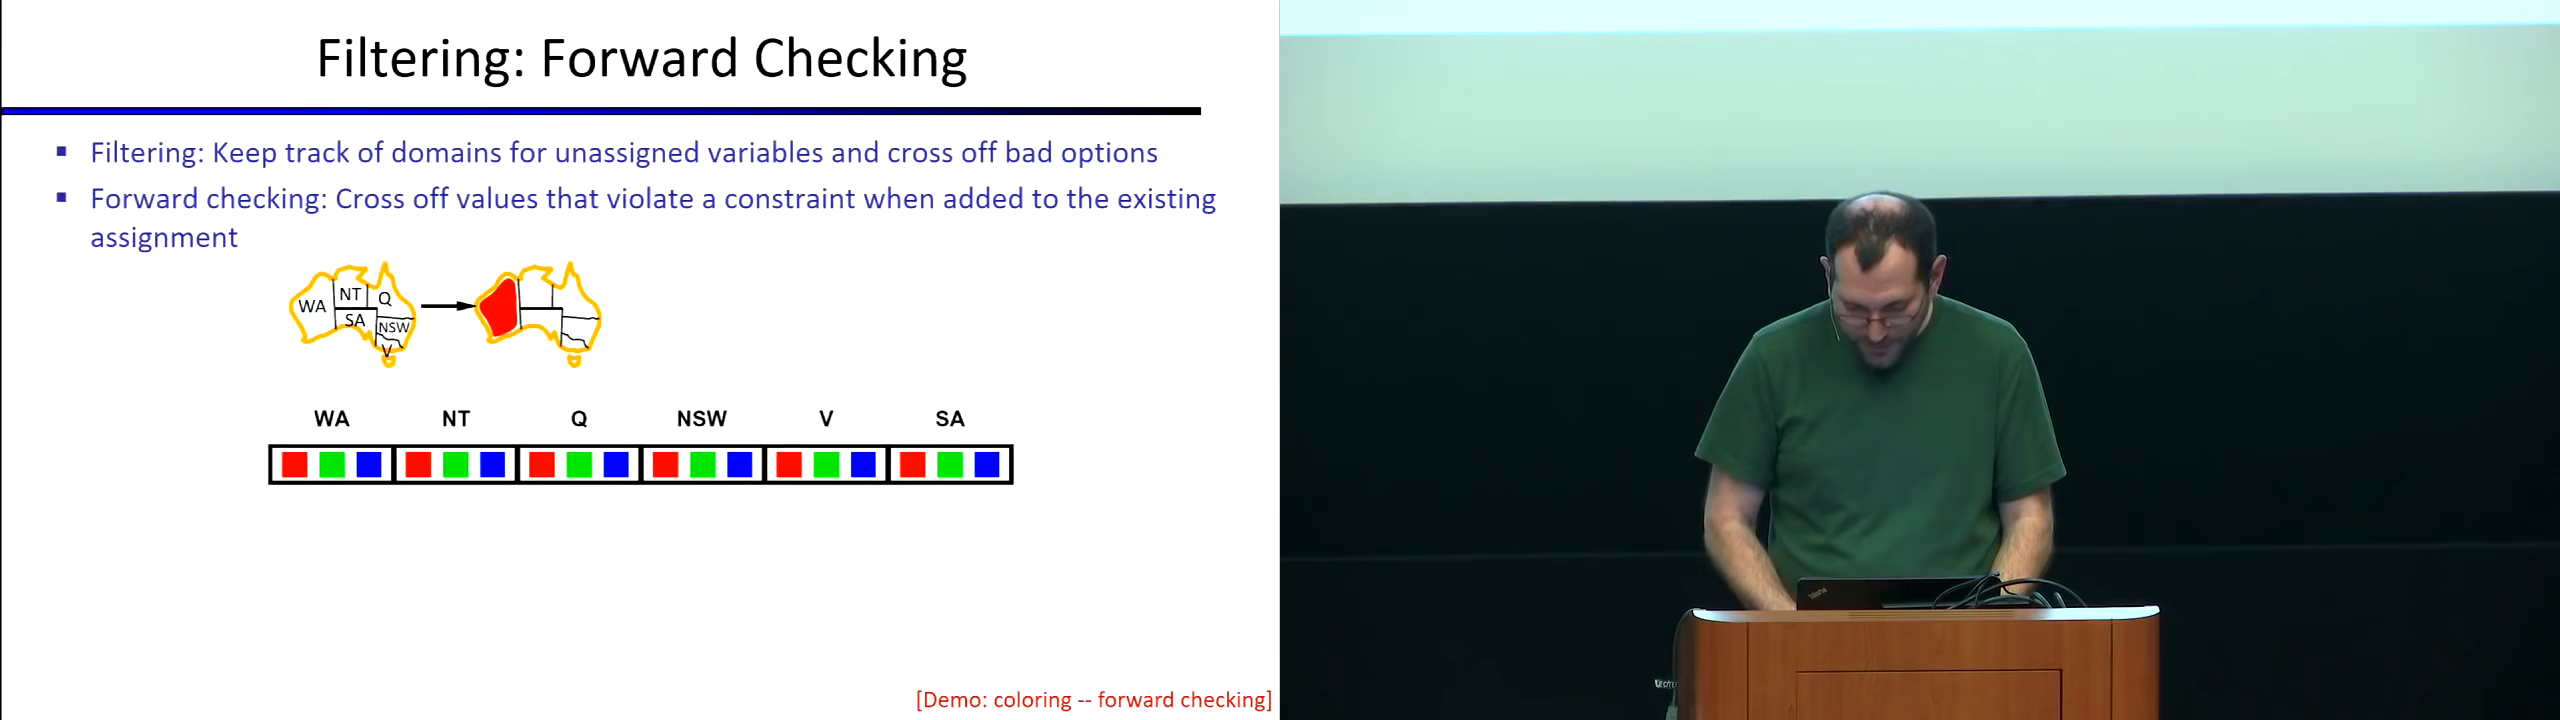 Filtering: Forward Checking
▪ Filtering: Keep track of domains for unassigned variables and cross off bad options
▪ Forward checking: Cross off values that violate a constraint when added to the existing
assignment
WA NT Q
SA NSW
V
WA NT Q NSW V SA
[Demo: coloring -- forward checking]
ThinkPad